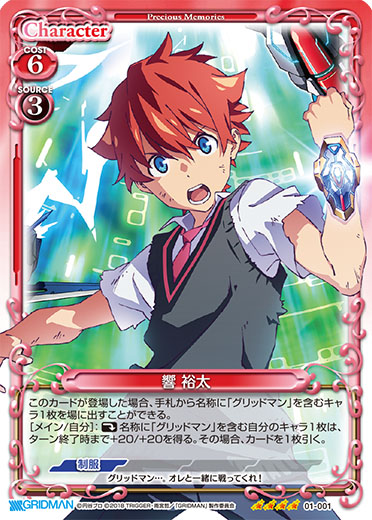 Precious Memories
Character
COST
6
SOURCE
3
響 裕太
このカードが登場した場合、手札から名称に「グリッドマン」を含むキャ
ラ1枚を場に出すことができる。
[メイン/自分]: 名称に「グリッドマン」を含む自分のキャラ1枚は、
ターン終了時まで+20/+20を得る。その場合、カードを1枚引く。
制服
グリッドマン…、オレと一緒に戦ってくれ!
GRIDMAN ©円谷プロ ©2018 TRIGGER・雨宮哲/「GRIDMAN」製作委員会 01-001